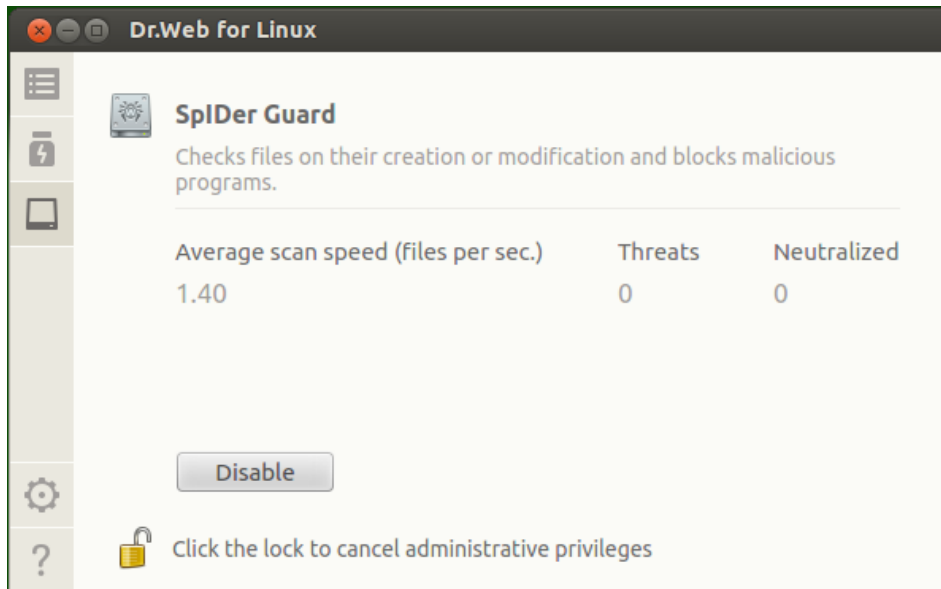 Dr.Web for Linux
SpIDer Guard
Checks files on their creation or modification and blocks malicious
programs.
Average scan speed (files per sec.) Threats Neutralized
1.40 0 0
Disable
Click the lock to cancel administrative privileges
?